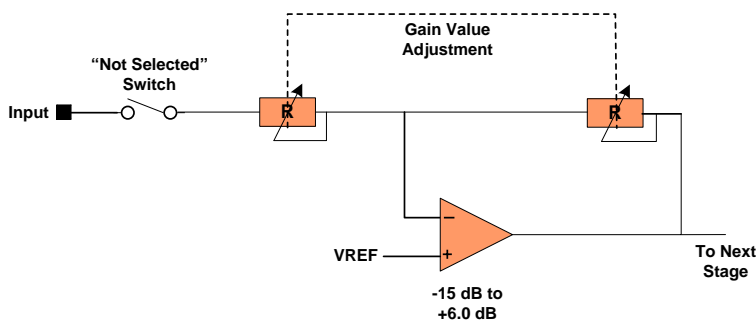 Gain Value
Adjustment
“Not Selected”
Switch
Input
R
R
−
+
VREF
To Next
Stage
-15 dB to
+6.0 dB